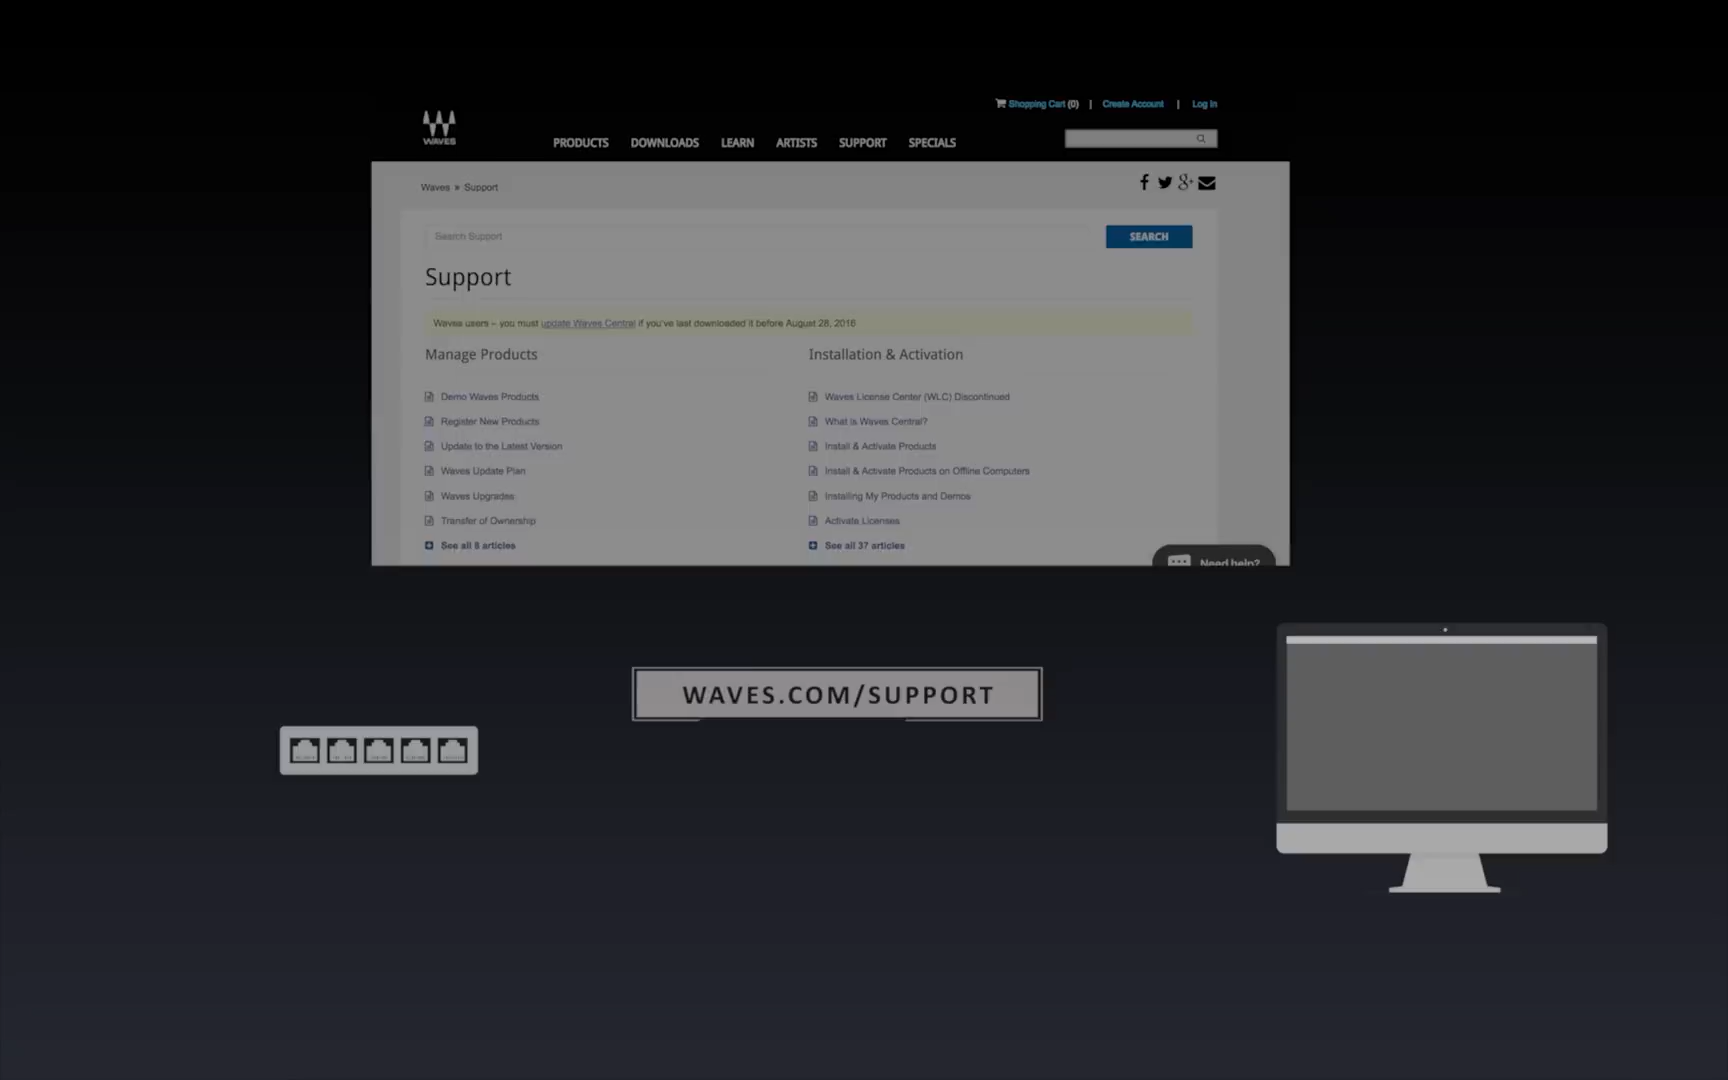 Shopping Cart (0) | Create Account | Log In
WAVES
PRODUCTS DOWNLOADS LEARN ARTISTS SUPPORT SPECIALS
Waves » Support
Search Support
SEARCH
Support
Waves users – you must update Waves Central if you've last downloaded it before August 28, 2016
Manage Products
Demo Waves Products
Register New Products
Update to the Latest Version
Waves Update Plan
Waves Upgrades
Transfer of Ownership
See all 8 articles
Installation & Activation
Waves License Center (WLC) Discontinued
What is Waves Central?
Install & Activate Products
Install & Activate Products on Offline Computers
Installing My Products and Demos
Activate Licenses
See all 37 articles
Need help?
WAVES.COM/SUPPORT